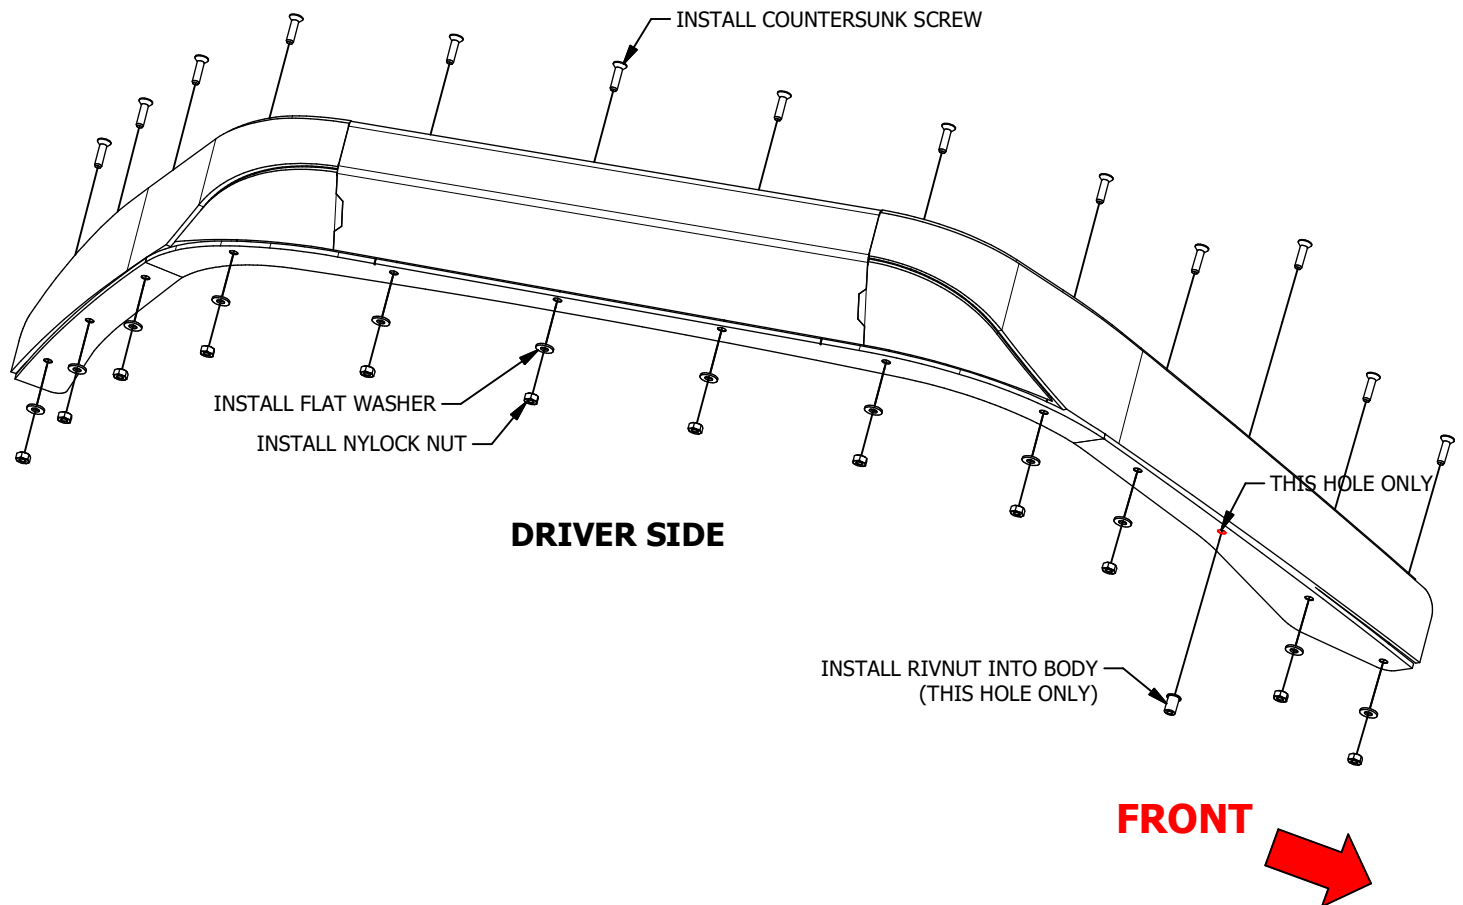 INSTALL COUNTERSUNK SCREW
INSTALL FLAT WASHER
INSTALL NYLOCK NUT
THIS HOLE ONLY
DRIVER SIDE
INSTALL RIVNUT INTO BODY
(THIS HOLE ONLY)
FRONT